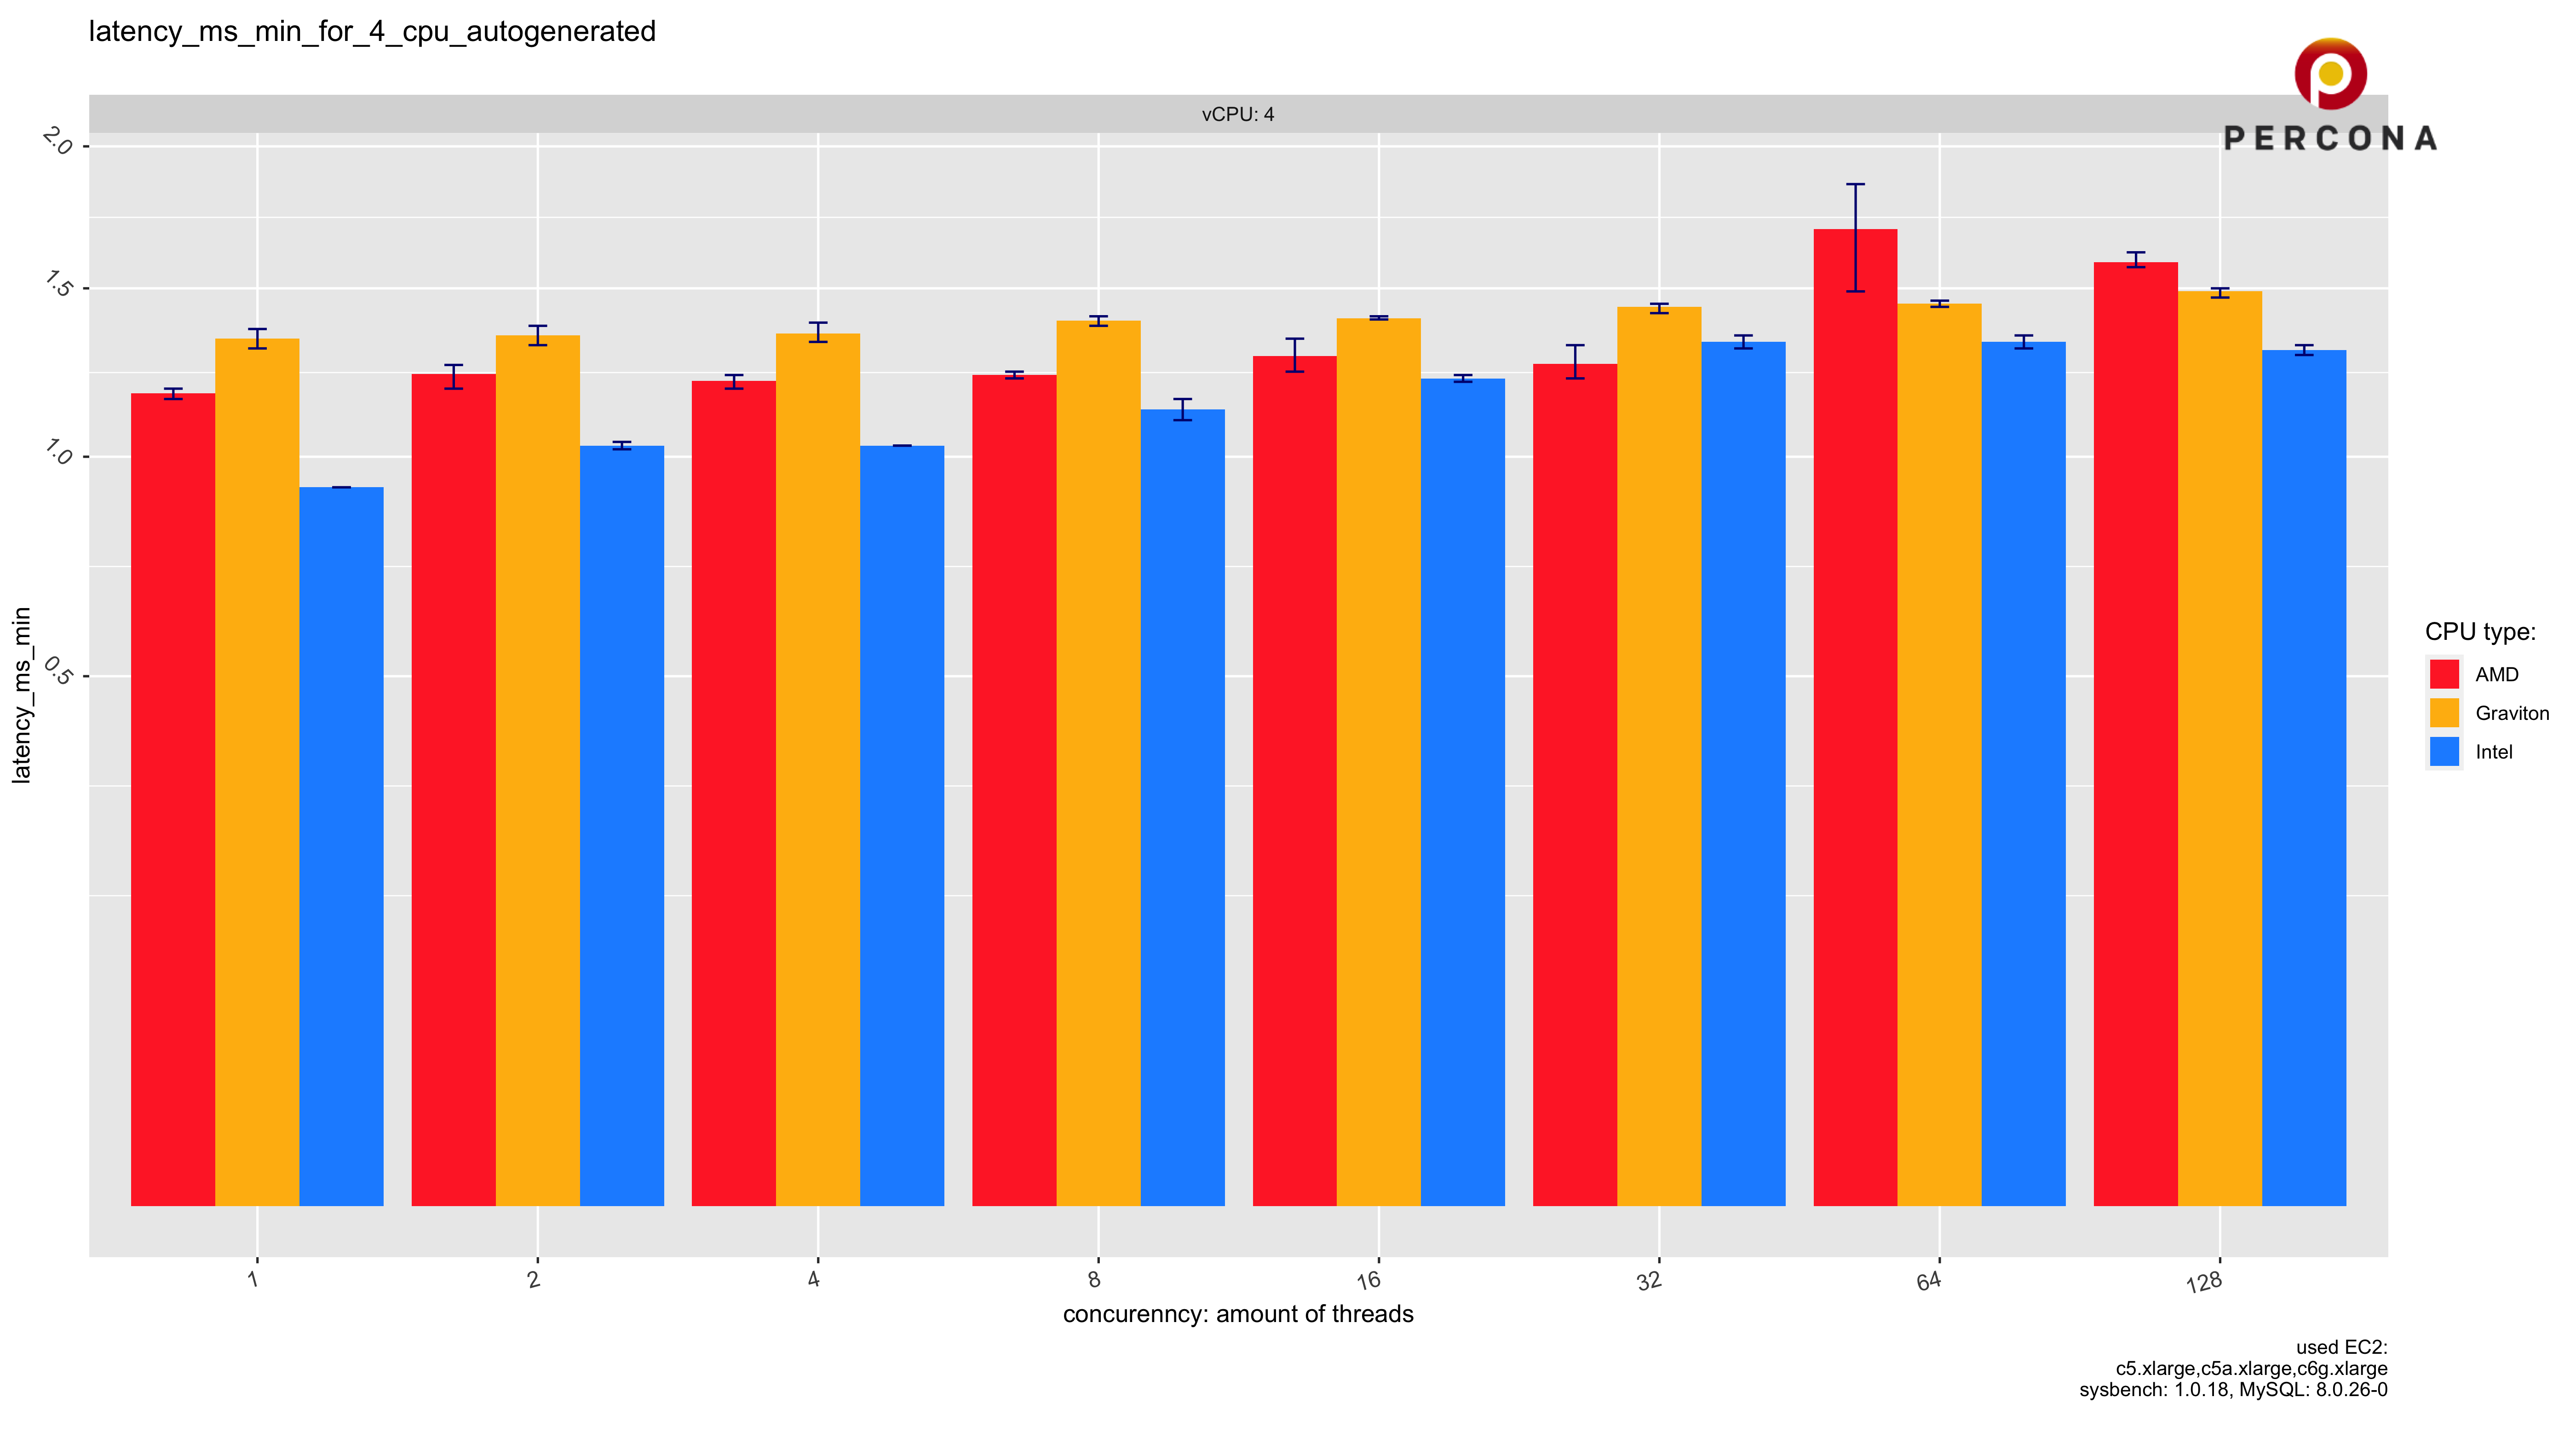 latency_ms_min_for_4_cpu_autogenerated
PERCONA
vCPU: 4
2.0
1.5
1.0
0.5
latency_ms_min
CPU type:
AMD
Graviton
Intel
1
2
4
8
16
32
64
128
concurenncy: amount of threads
used EC2:
c5.xlarge,c5a.xlarge,c6g.xlarge
sysbench: 1.0.18, MySQL: 8.0.26-0